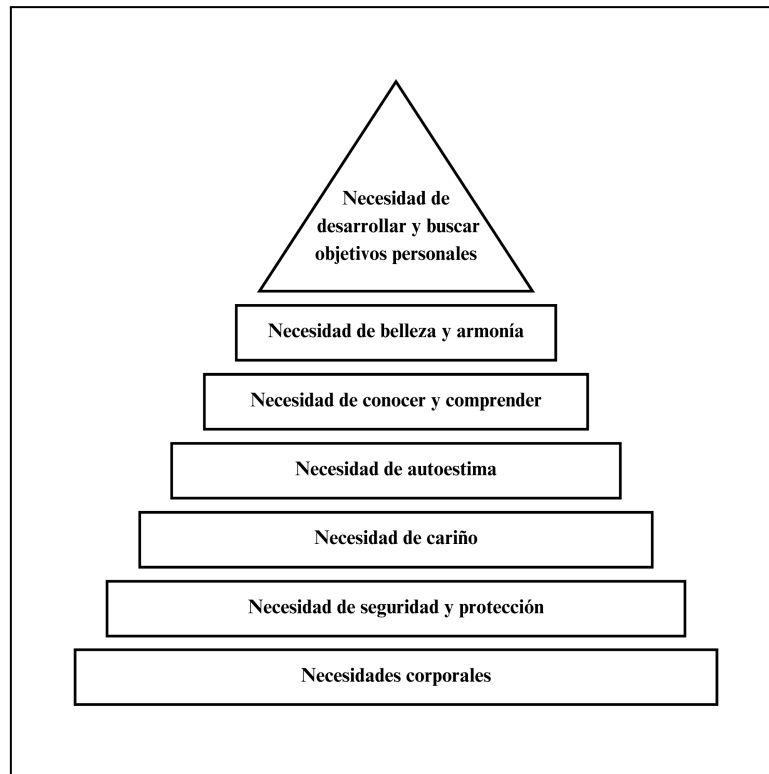 Necesidad de
desarrollar y buscar
objetivos personales
Necesidad de belleza y armonía
Necesidad de conocer y comprender
Necesidad de autoestima
Necesidad de cariño
Necesidad de seguridad y protección
Necesidades corporales